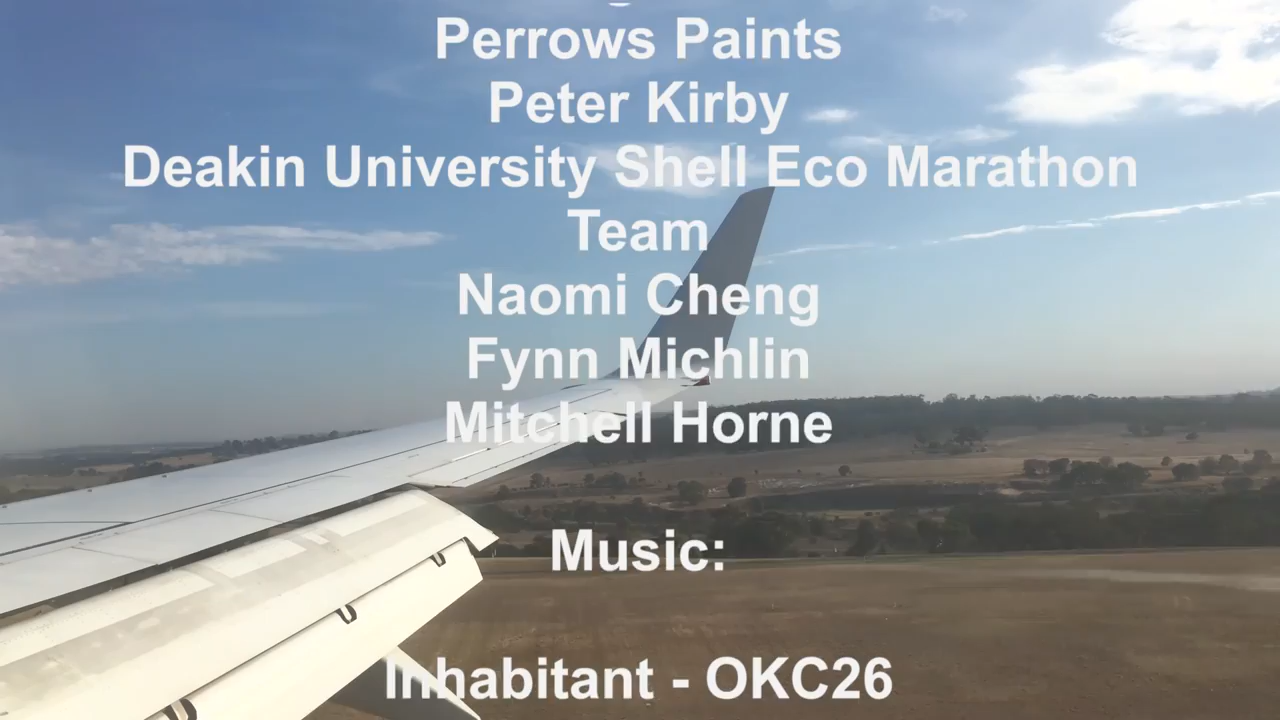 Perrows Paints
Peter Kirby
Deakin University Shell Eco Marathon
Team
Naomi Cheng
Fynn Michlin
Mitchell Horne
Music:
Inhabitant - OKC26